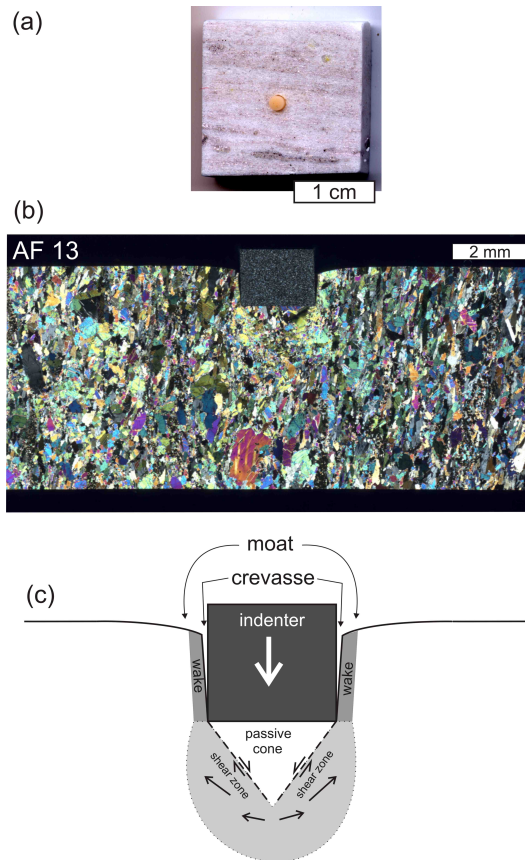 (a)
1 cm
(b)
AF 13
2 mm
moat
crevasse
(c)
indenter
wake
wake
passive
cone
shear zone
shear zone